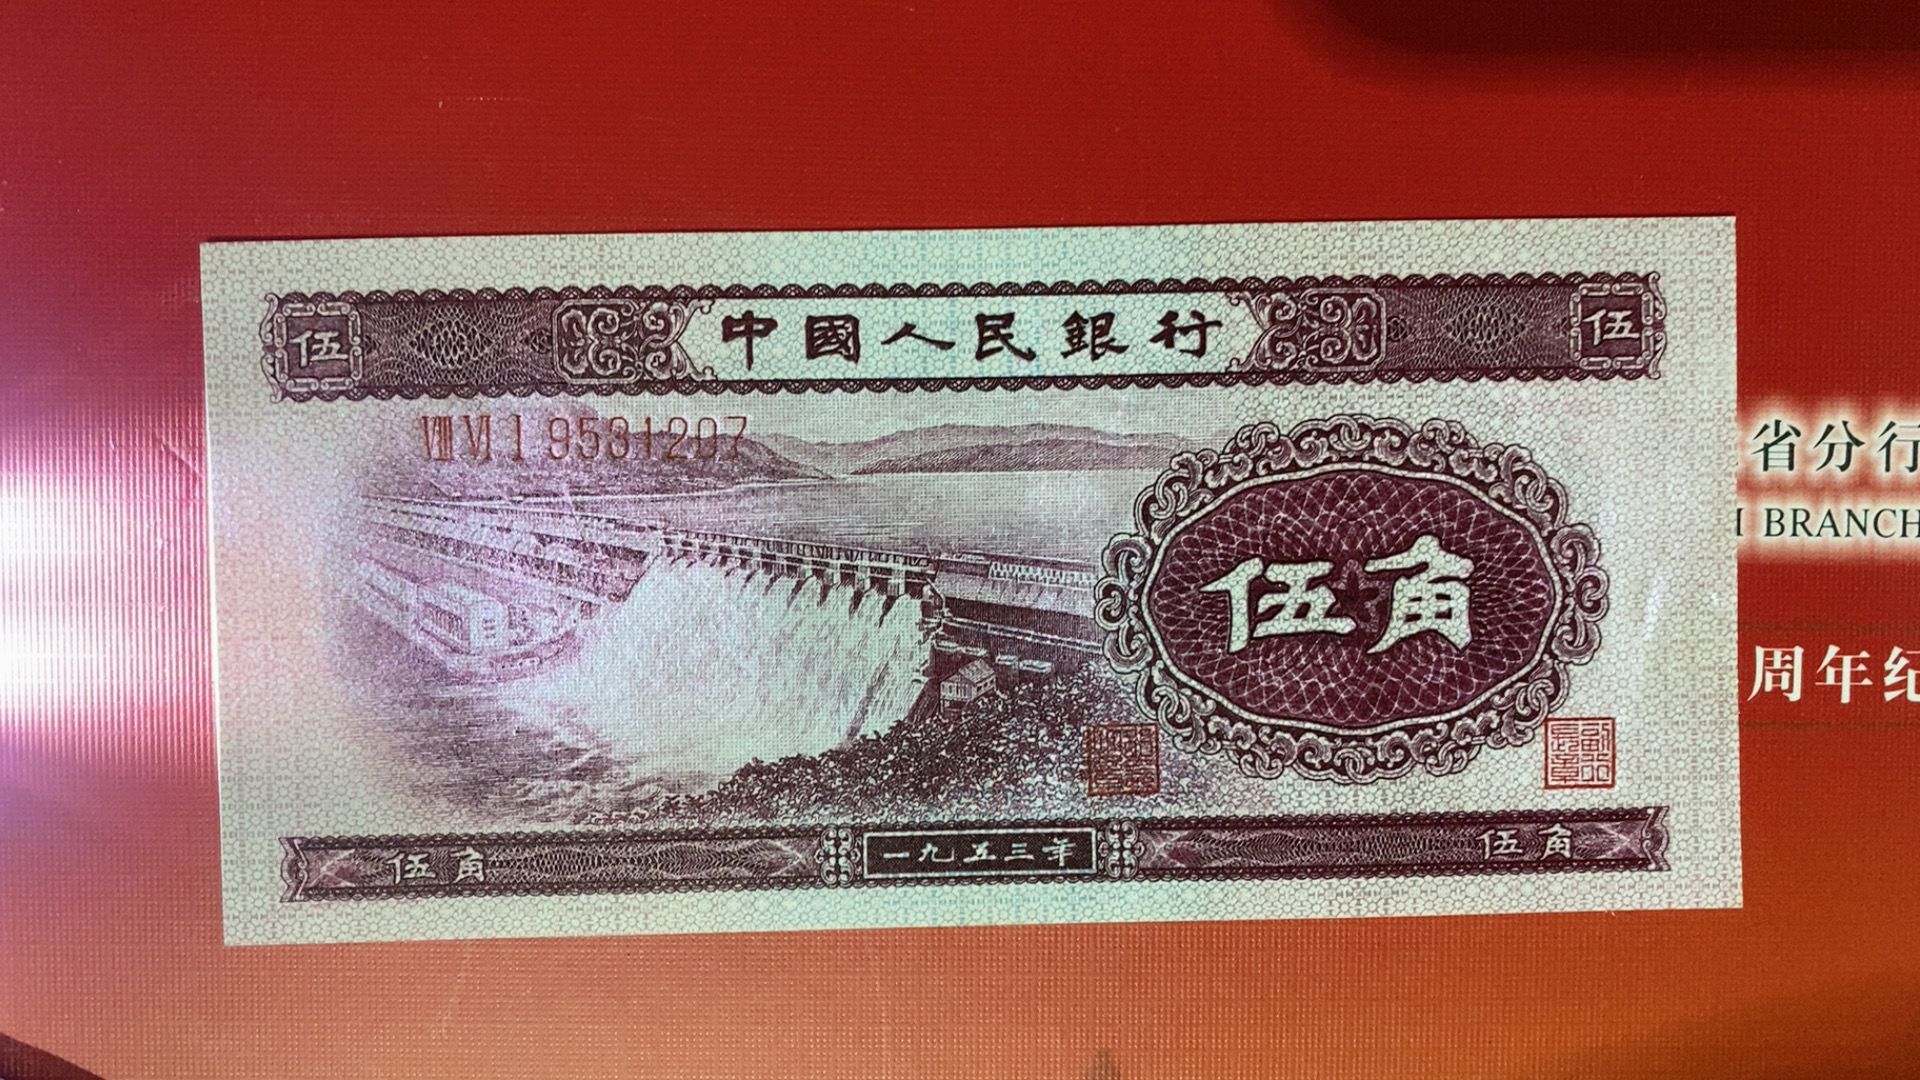 伍 中國人民銀行 伍
VIII VI I 9531207
省分行
BRANCH
伍角
周年纪
伍角 一九五三年 伍角